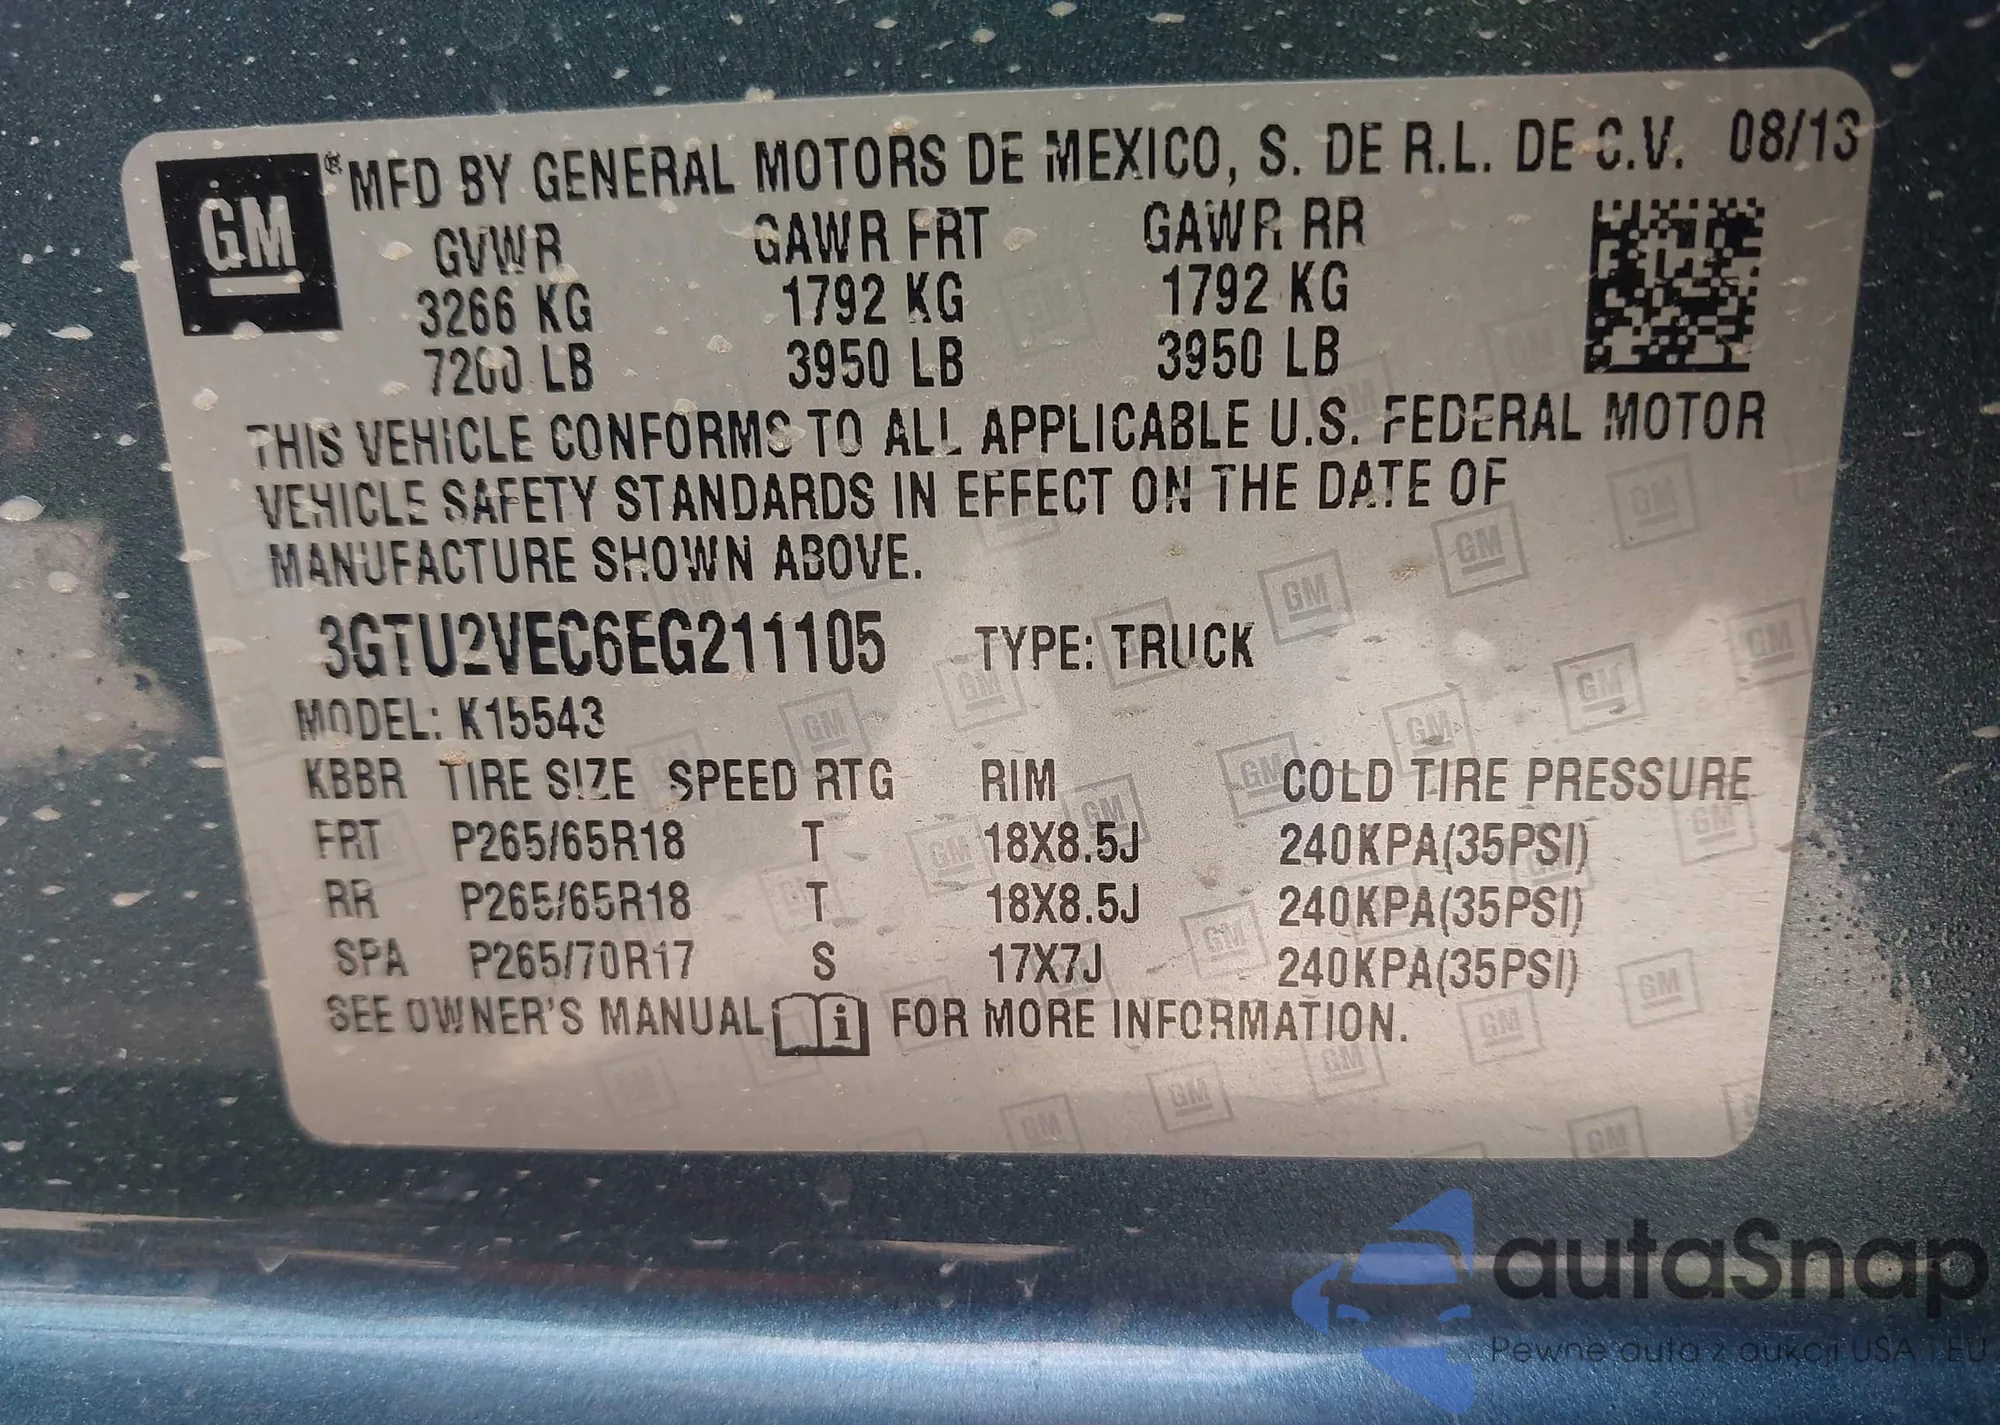 GM ® MFD BY GENERAL MOTORS DE MEXICO, S. DE R.L. DE C.V. 08/13
GVWR GAWR FRT GAWR RR
3266 KG 1792 KG 1792 KG
7200 LB 3950 LB 3950 LB
THIS VEHICLE CONFORMS TO ALL APPLICABLE U.S. FEDERAL MOTOR
VEHICLE SAFETY STANDARDS IN EFFECT ON THE DATE OF
MANUFACTURE SHOWN ABOVE.
3GTU2VEC6EG211105 TYPE: TRUCK
MODEL: K15543
KBBR TIRE SIZE SPEED RTG RIM COLD TIRE PRESSURE
FRT P265/65R18 T 18X8.5J 240KPA(35PSI)
RR P265/65R18 T 18X8.5J 240KPA(35PSI)
SPA P265/70R17 S 17X7J 240KPA(35PSI)
SEE OWNER'S MANUAL i FOR MORE INFORMATION.
autaSnap
Pewne auta z aukcji USA i EU